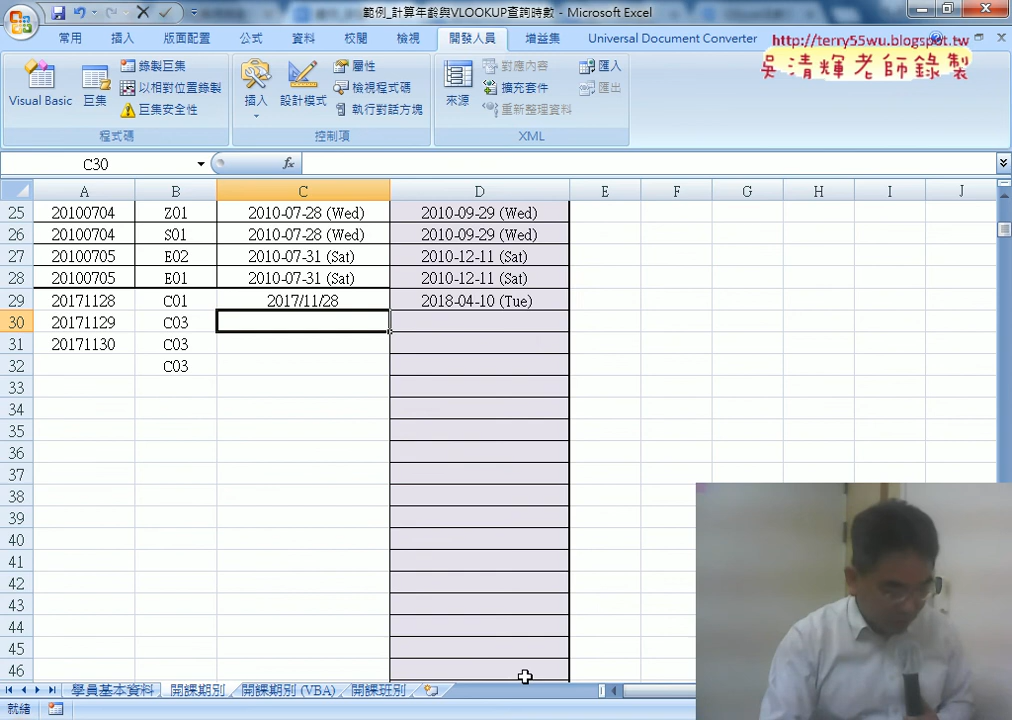 範例_計算年齡與VLOOKUP查詢時數 - Microsoft Excel
常用 插入 版面配置 公式 資料 校閱 檢視 開發人員 增益集 Universal Document Converter
http://terry55wu.blogspot.tw
吳清輝老師錄製
Visual Basic 巨集 錄製巨集 以相對位置錄製 巨集安全性
程式碼
插入 設計模式 屬性 檢視程式碼 執行對話方塊
控制項
來源 對應內容 擴充套件 重新整理資料 匯入 匯出
XML
C30 fx
A B C D E F G H I J
25 20100704 Z01 2010-07-28 (Wed) 2010-09-29 (Wed)
26 20100704 S01 2010-07-28 (Wed) 2010-09-29 (Wed)
27 20100705 E02 2010-07-31 (Sat) 2010-12-11 (Sat)
28 20100705 E01 2010-07-31 (Sat) 2010-12-11 (Sat)
29 20171128 C01 2017/11/28 2018-04-10 (Tue)
30 20171129 C03
31 20171130 C03
32 C03
33
34
35
36
37
38
39
40
41
42
43
44
45
46
學員基本資料 開課期別 開課期別 (VBA) 開課班別
就緒